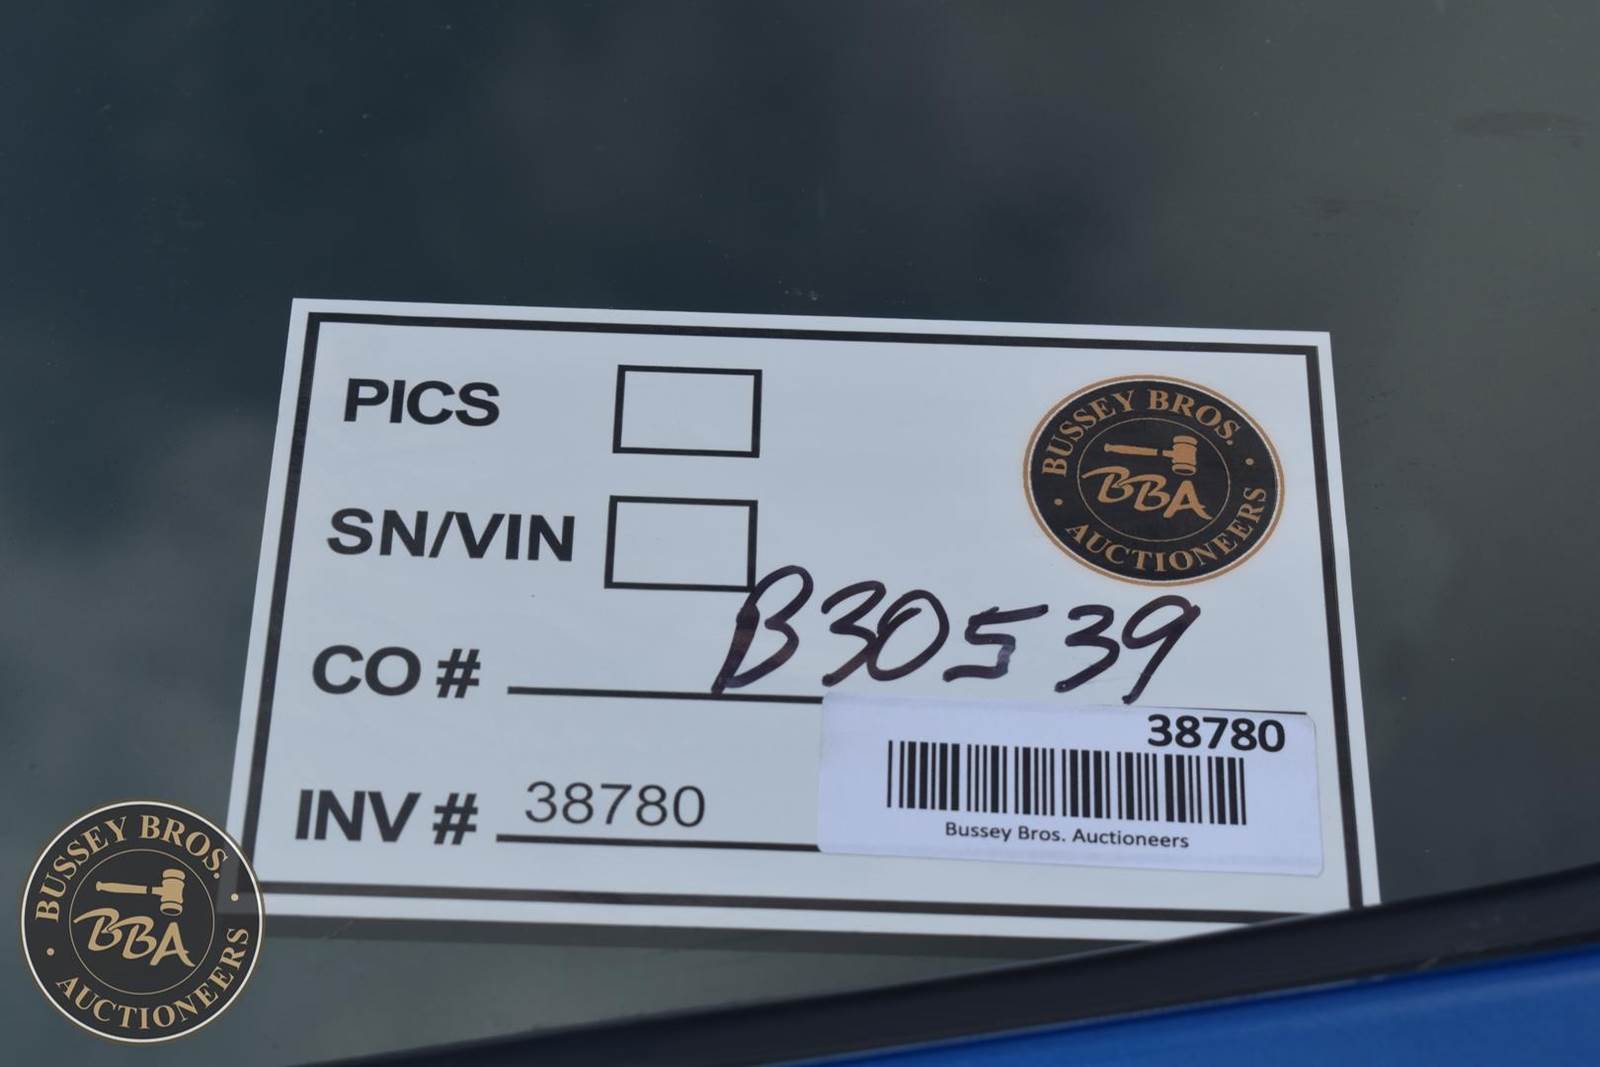 PICS
BUSSEY BROS.
BBA
AUCTIONEERS
SN/VIN
CO # B30539
38780
INV # 38780
Bussey Bros. Auctioneers
BUSSEY BROS.
BBA
AUCTIONEERS